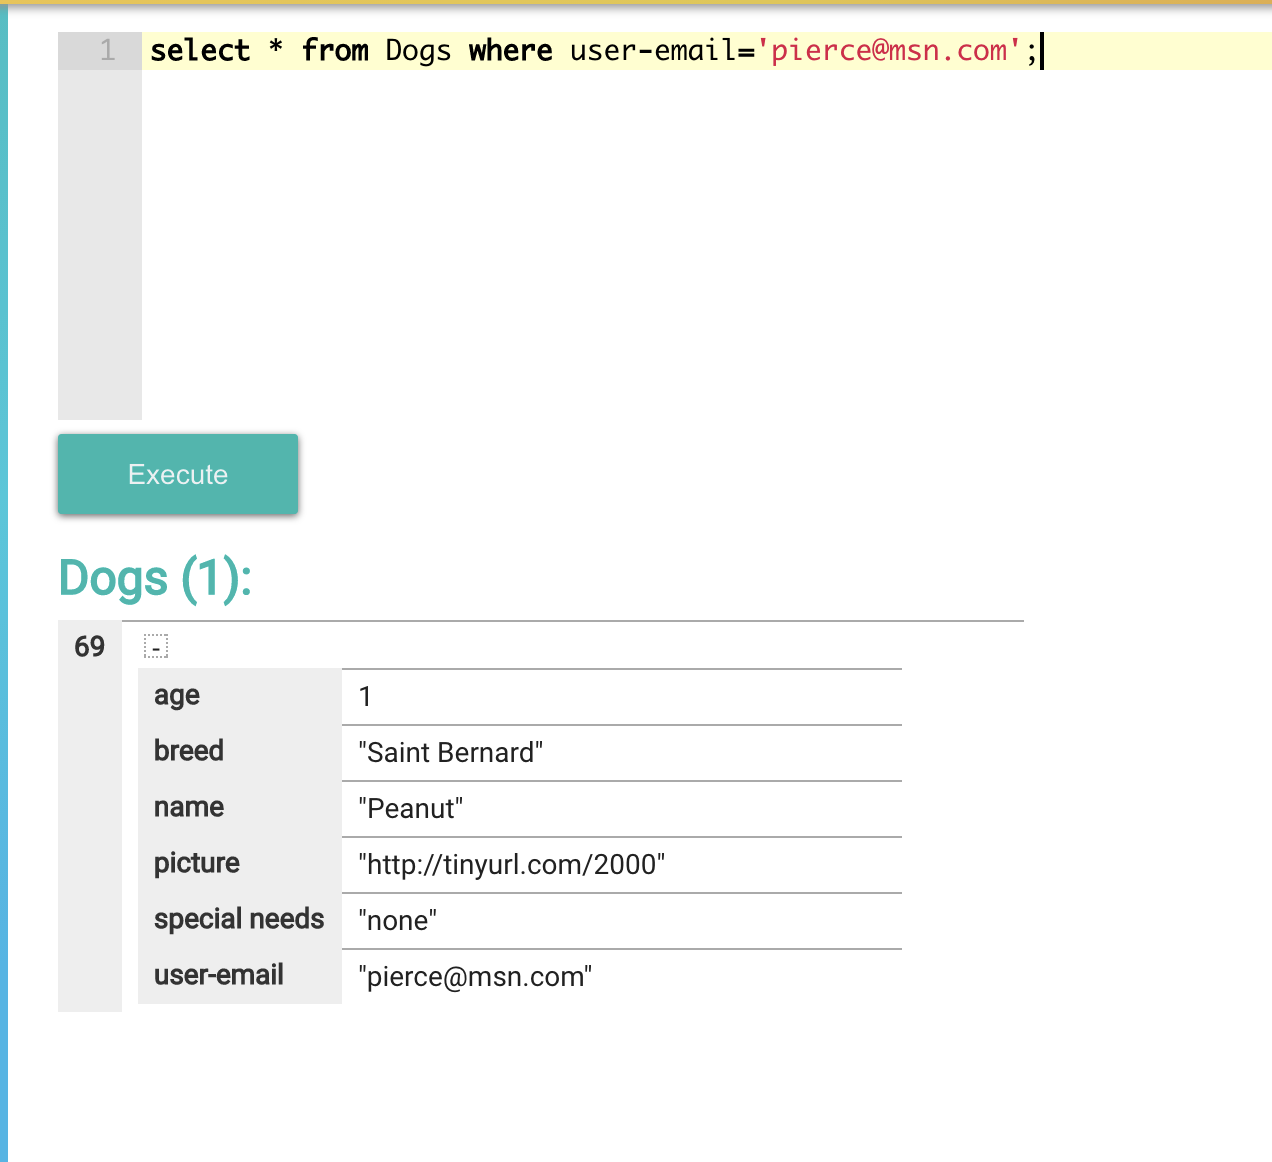 1 select * from Dogs where user-email='pierce@msn.com';
Execute
Dogs (1):
69 -
age 1
breed "Saint Bernard"
name "Peanut"
picture "http://tinyurl.com/2000"
special needs "none"
user-email "pierce@msn.com"